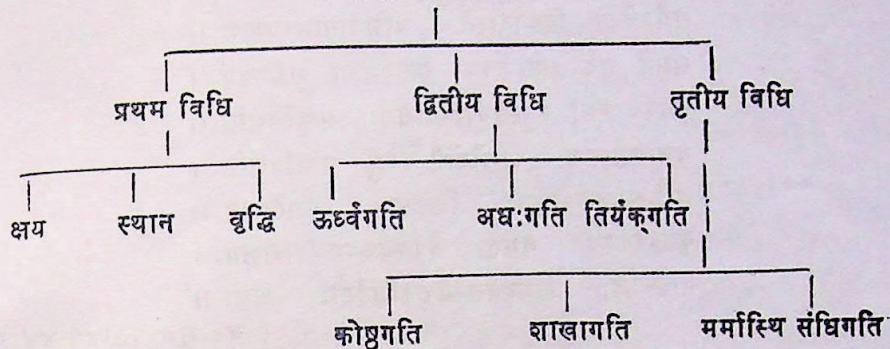 प्रथम विधि द्वितीय विधि तृतीय विधि
क्षय स्थान वृद्धि ऊर्ध्वगति अधःगति तिर्यक्गति
कोष्ठगति शाखागति मर्मास्थि संधिगति